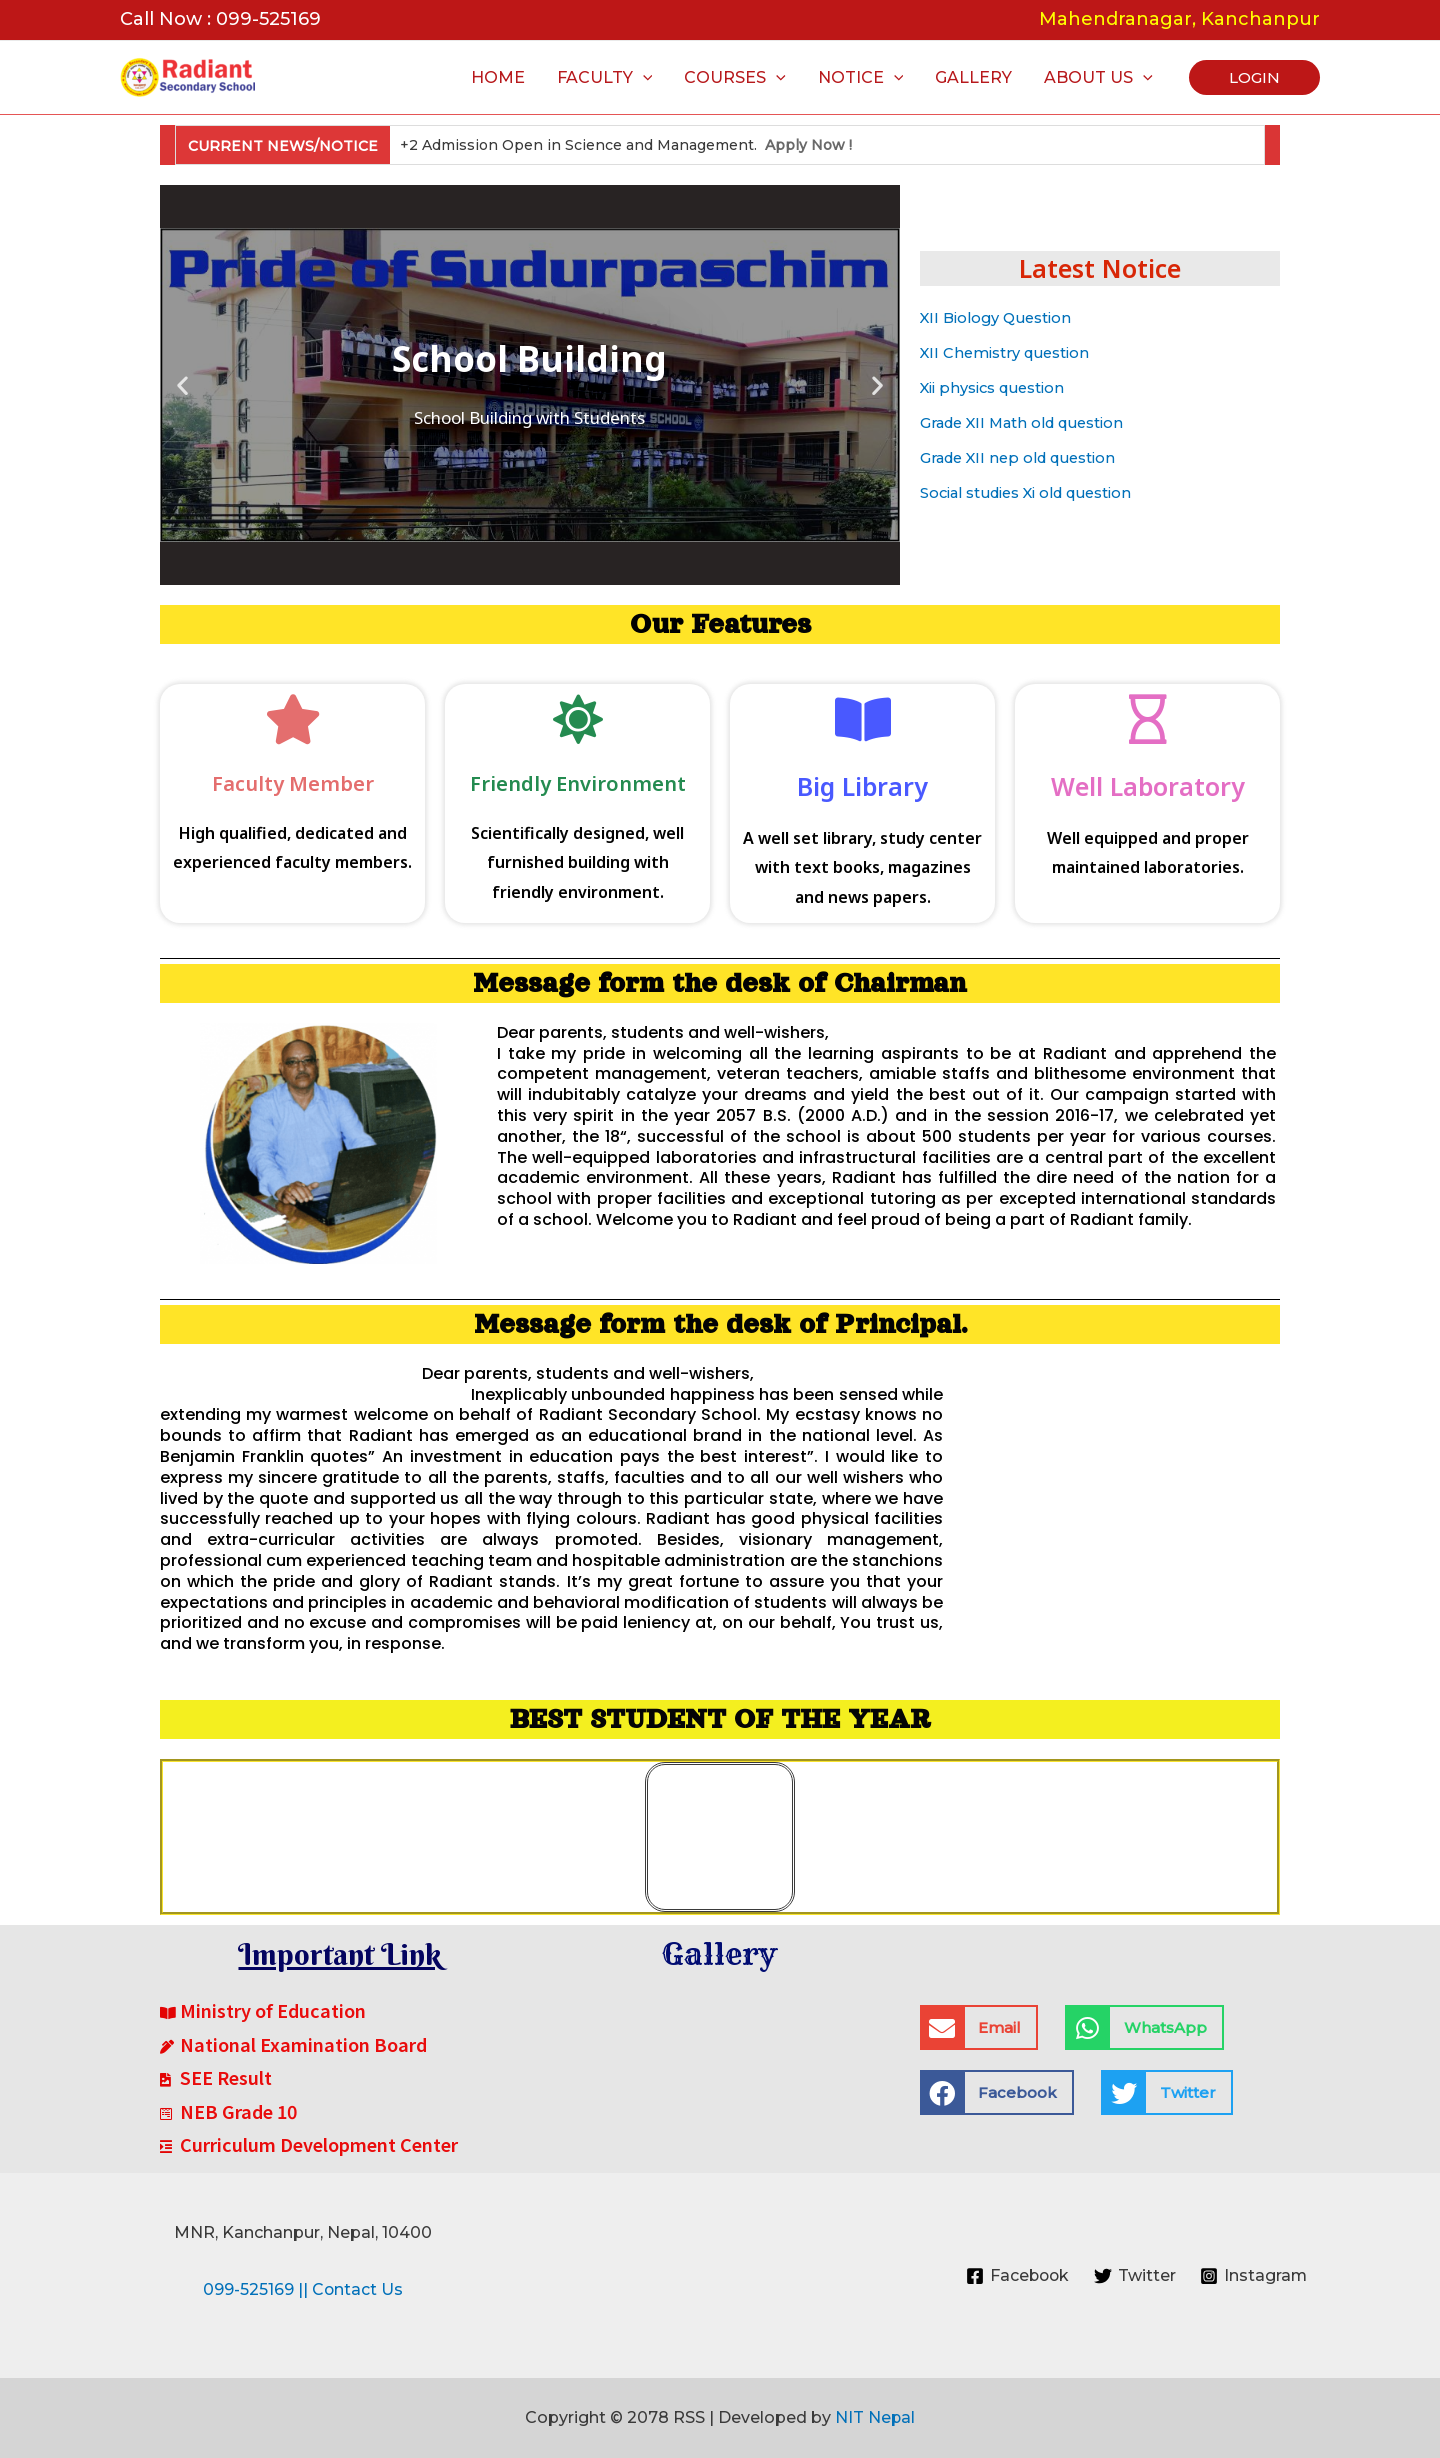 Call Now : 099-525169
Mahendranagar, Kanchanpur
Radiant
Secondary School
HOME
FACULTY
COURSES
NOTICE
GALLERY
ABOUT US
LOGIN
CURRENT NEWS/NOTICE
+2 Admission Open in Science and Management. Apply Now !
Pride of Sudurpaschim
School Building
RADIANT SECONDARY SCHOOL
School Building with Students
Latest Notice
XII Biology Question
XII Chemistry question
Xii physics question
Grade XII Math old question
Grade XII nep old question
Social studies Xi old question
Our Features
Faculty Member
High qualified, dedicated and
experienced faculty members.
Friendly Environment
Scientifically designed, well
furnished building with
friendly environment.
Big Library
A well set library, study center
with text books, magazines
and news papers.
Well Laboratory
Well equipped and proper
maintained laboratories.
Message form the desk of Chairman
Dear parents, students and well-wishers,
I take my pride in welcoming all the learning aspirants to be at Radiant and apprehend the
competent management, veteran teachers, amiable staffs and blithesome environment that
will indubitably catalyze your dreams and yield the best out of it. Our campaign started with
this very spirit in the year 2057 B.S. (2000 A.D.) and in the session 2016-17, we celebrated yet
another, the 18“, successful of the school is about 500 students per year for various courses.
The well-equipped laboratories and infrastructural facilities are a central part of the excellent
academic environment. All these years, Radiant has fulfilled the dire need of the nation for a
school with proper facilities and exceptional tutoring as per excepted international standards
of a school. Welcome you to Radiant and feel proud of being a part of Radiant family.
Message form the desk of Principal.
Dear parents, students and well-wishers,
Inexplicably unbounded happiness has been sensed while
extending my warmest welcome on behalf of Radiant Secondary School. My ecstasy knows no
bounds to affirm that Radiant has emerged as an educational brand in the national level. As
Benjamin Franklin quotes” An investment in education pays the best interest”. I would like to
express my sincere gratitude to all the parents, staffs, faculties and to all our well wishers who
lived by the quote and supported us all the way through to this particular state, where we have
successfully reached up to your hopes with flying colours. Radiant has good physical facilities
and extra-curricular activities are always promoted. Besides, visionary management,
professional cum experienced teaching team and hospitable administration are the stanchions
on which the pride and glory of Radiant stands. It’s my great fortune to assure you that your
expectations and principles in academic and behavioral modification of students will always be
prioritized and no excuse and compromises will be paid leniency at, on our behalf, You trust us,
and we transform you, in response.
BEST STUDENT OF THE YEAR
Important Link
Ministry of Education
National Examination Board
SEE Result
NEB Grade 10
Curriculum Development Center
Gallery
Email
WhatsApp
Facebook
Twitter
MNR, Kanchanpur, Nepal, 10400
099-525169 || Contact Us
Facebook
Twitter
Instagram
Copyright © 2078 RSS | Developed by NIT Nepal